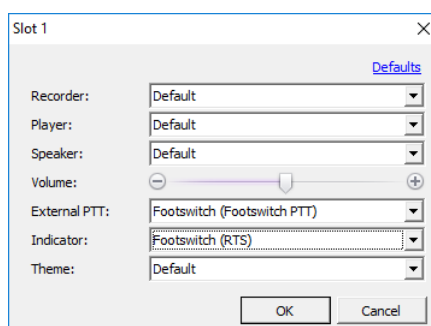 Slot 1
Defaults
Recorder: Default
Player: Default
Speaker: Default
Volume:
External PTT: Footswitch (Footswitch PTT)
Indicator: Footswitch (RTS)
Theme: Default
OK Cancel